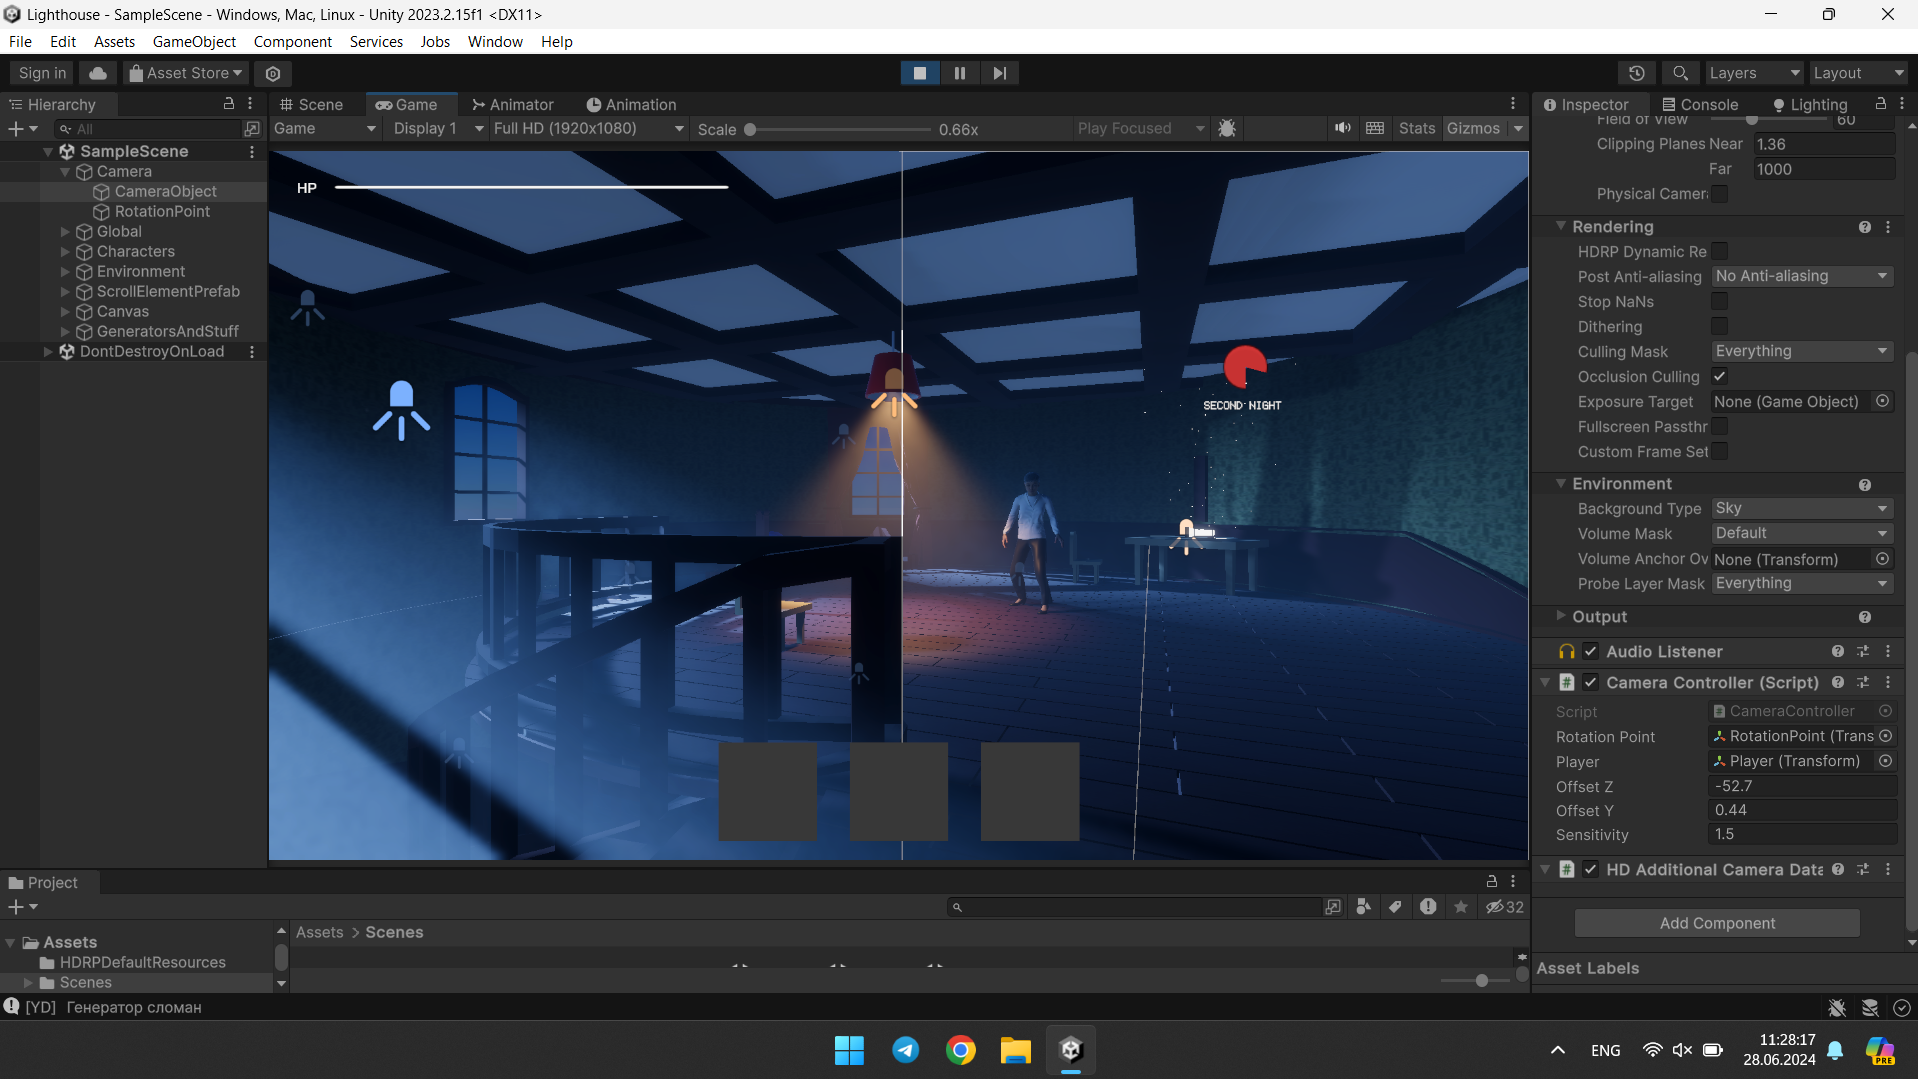 Lighthouse - SampleScene - Windows, Mac, Linux - Unity 2023.2.15f1 <DX11>
File Edit Assets GameObject Component Services Jobs Window Help
Sign in Asset Store Layers Layout
Hierarchy
All
SampleScene
Camera
CameraObject
RotationPoint
Global
Characters
Environment
ScrollElementPrefab
Canvas
GeneratorsAndStuff
DontDestroyOnLoad
Scene Game Animator Animation
Game Display 1 Full HD (1920x1080) Scale 0.66x Play Focused Stats Gizmos
HP
SECOND NIGHT
Inspector Console Lighting
Field of View 60
Clipping Planes Near 1.36
Far 1000
Physical Camer
Rendering
HDRP Dynamic Re
Post Anti-aliasing No Anti-aliasing
Stop NaNs
Dithering
Culling Mask Everything
Occlusion Culling
Exposure Target None (Game Object)
Fullscreen Passthr
Custom Frame Set
Environment
Background Type Sky
Volume Mask Default
Volume Anchor Ov None (Transform)
Probe Layer Mask Everything
Output
Audio Listener
Camera Controller (Script)
Script CameraController
Rotation Point RotationPoint (Trans
Player Player (Transform)
Offset Z -52.7
Offset Y 0.44
Sensitivity 1.5
HD Additional Camera Data
Add Component
Asset Labels
Project
32
Assets
HDRPDefaultResources
Scenes
Assets > Scenes
[YD] Генератор сломан
ENG
11:28:17
28.06.2024
PRE